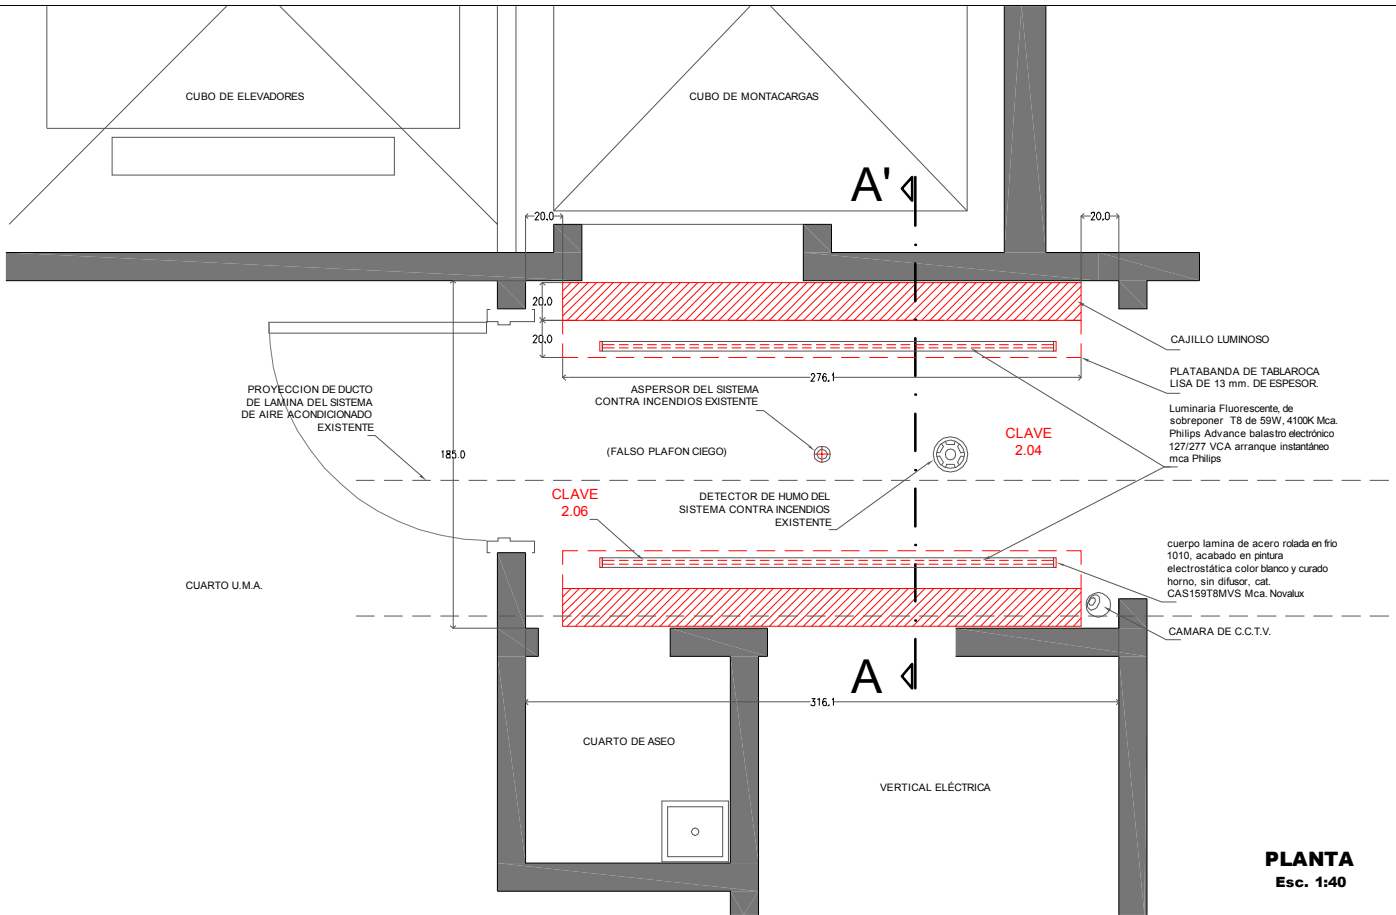 CUBO DE ELEVADORES
CUBO DE MONTACARGAS
A'
20.0
20.0
20.0
20.0
276.1
185.0
CAJILLO LUMINOSO
PLATABANDA DE TABLAROCA
LISA DE 13 mm. DE ESPESOR.
PROYECCION DE DUCTO
DE LAMINA DEL SISTEMA
DE AIRE ACONDICIONADO
EXISTENTE
ASPERSOR DEL SISTEMA
CONTRA INCENDIOS EXISTENTE
Luminaria Fluorescente, de
sobreponer T8 de 59W, 4100K Mca.
Philips Advance balastro electrónico
127/277 VCA arranque instantáneo
mca Philips
CLAVE
2.04
(FALSO PLAFON CIEGO)
CLAVE
2.06
DETECTOR DE HUMO DEL
SISTEMA CONTRA INCENDIOS
EXISTENTE
cuerpo lamina de acero rolada en frio
1010, acabado en pintura
electrostática color blanco y curado
horno, sin difusor, cat.
CAS159T8MVS Mca. Novalux
CUARTO U.M.A.
CAMARA DE C.C.T.V.
A
316.1
CUARTO DE ASEO
VERTICAL ELÉCTRICA
PLANTA
Esc. 1:40